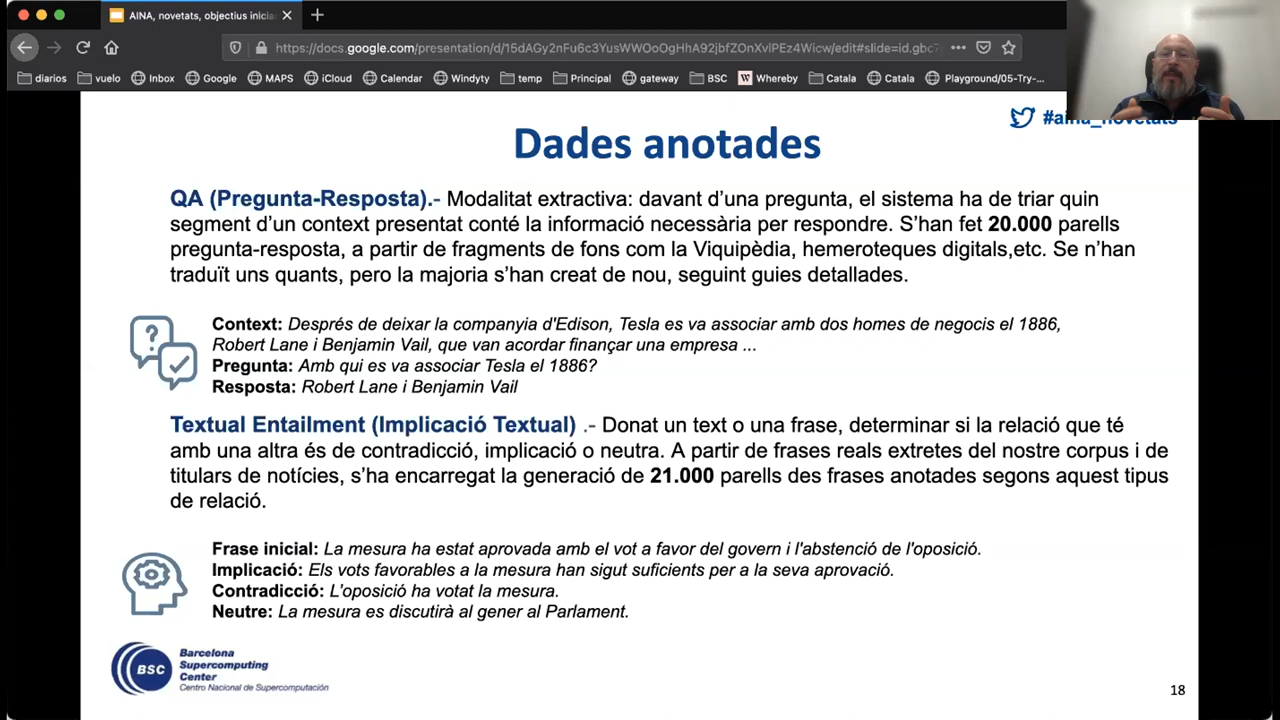 AINA, novetats, objectius inicia
https://docs.google.com/presentation/d/15dAGy2nFu6c3YusWWOoOgHhA92jbfZOnXvlPEz4Wicw/edit#slide=id.gbc
diarios vuelo Inbox Google MAPS iCloud Calendar Windyty temp Principal gateway BSC Whereby Catala Catala Playground/05-Try-...
#aina_novetats
Dades anotades
QA (Pregunta-Resposta).- Modalitat extractiva: davant d’una pregunta, el sistema ha de triar quin
segment d’un context presentat conté la informació necessària per respondre. S’han fet 20.000 parells
pregunta-resposta, a partir de fragments de fons com la Viquipèdia, hemeroteques digitals,etc. Se n’han
traduït uns quants, pero la majoria s’han creat de nou, seguint guies detallades.
Context: Després de deixar la companyia d'Edison, Tesla es va associar amb dos homes de negocis el 1886,
Robert Lane i Benjamin Vail, que van acordar finançar una empresa ...
Pregunta: Amb qui es va associar Tesla el 1886?
Resposta: Robert Lane i Benjamin Vail
Textual Entailment (Implicació Textual) .- Donat un text o una frase, determinar si la relació que té
amb una altra és de contradicció, implicació o neutra. A partir de frases reals extretes del nostre corpus i de
titulars de notícies, s’ha encarregat la generació de 21.000 parells des frases anotades segons aquest tipus
de relació.
Frase inicial: La mesura ha estat aprovada amb el vot a favor del govern i l'abstenció de l'oposició.
Implicació: Els vots favorables a la mesura han sigut suficients per a la seva aprovació.
Contradicció: L’oposició ha votat la mesura.
Neutre: La mesura es discutirà al gener al Parlament.
BSC
Barcelona
Supercomputing
Center
Centro Nacional de Supercomputación
18